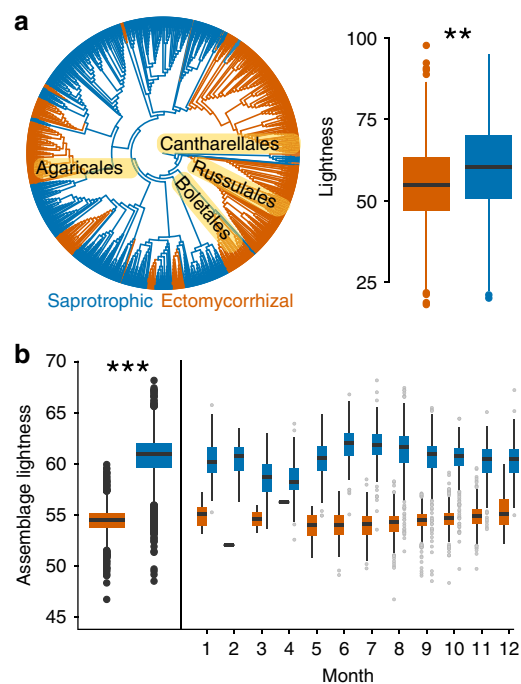 a
Cantharellales
Agaricales
Russulales
Boletales
Saprotrophic Ectomycorrhizal
Lightness
100
75
50
25
**
b
Assemblage lightness
70
65
60
55
50
45
***
1 2 3 4 5 6 7 8 9 10 11 12
Month